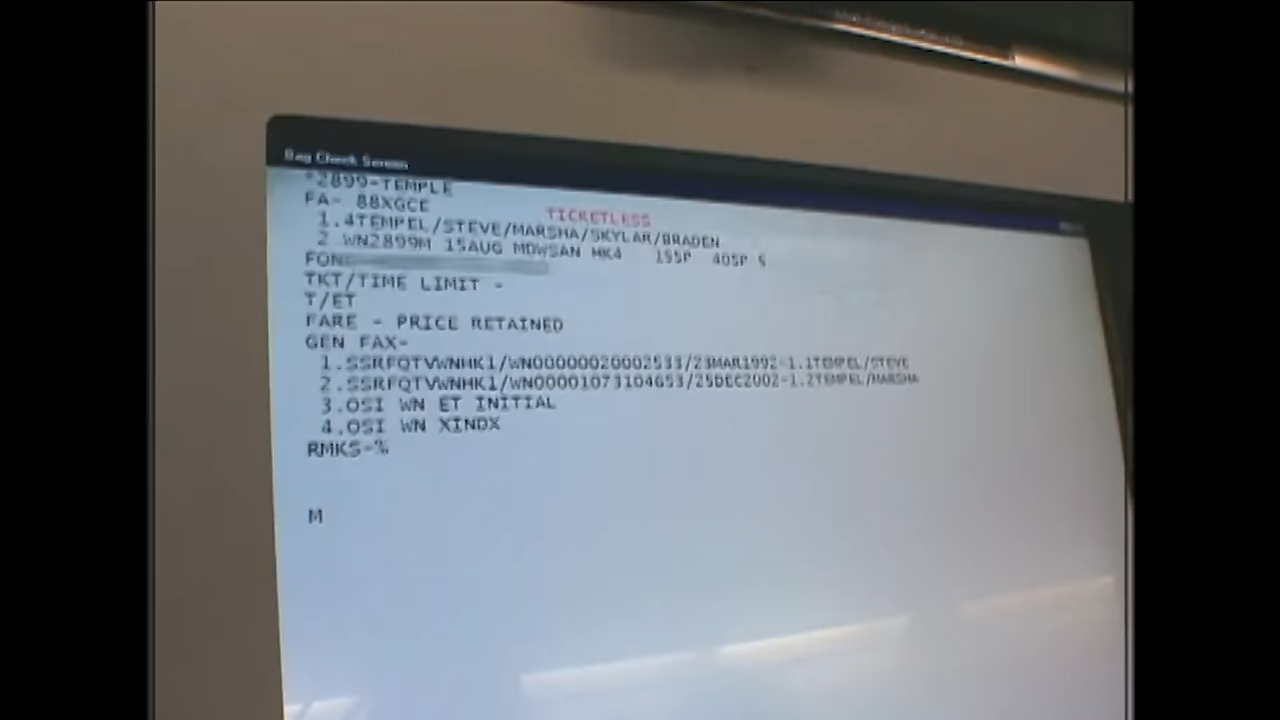 Bag Check Screen
*2899-TEMPLE
FA- 88XGCE
TICKETLESS
1.4TEMPEL/STEVE/MARSHA/SKYLAR/BRADEN
2 WN2899M 15AUG MDWSAN HK4 155P 405P S
FONE
TKT/TIME LIMIT -
T/ET
FARE - PRICE RETAINED
GEN FAX-
1.SSRFQTVWNHK1/WN00000020002533/23MAR1992-1.1TEMPEL/STEVE
2.SSRFQTVWNHK1/WN00001073104653/25DEC2002-1.2TEMPEL/MARSHA
3.OSI WN ET INITIAL
4.OSI WN XINDX
RMKS-%
M